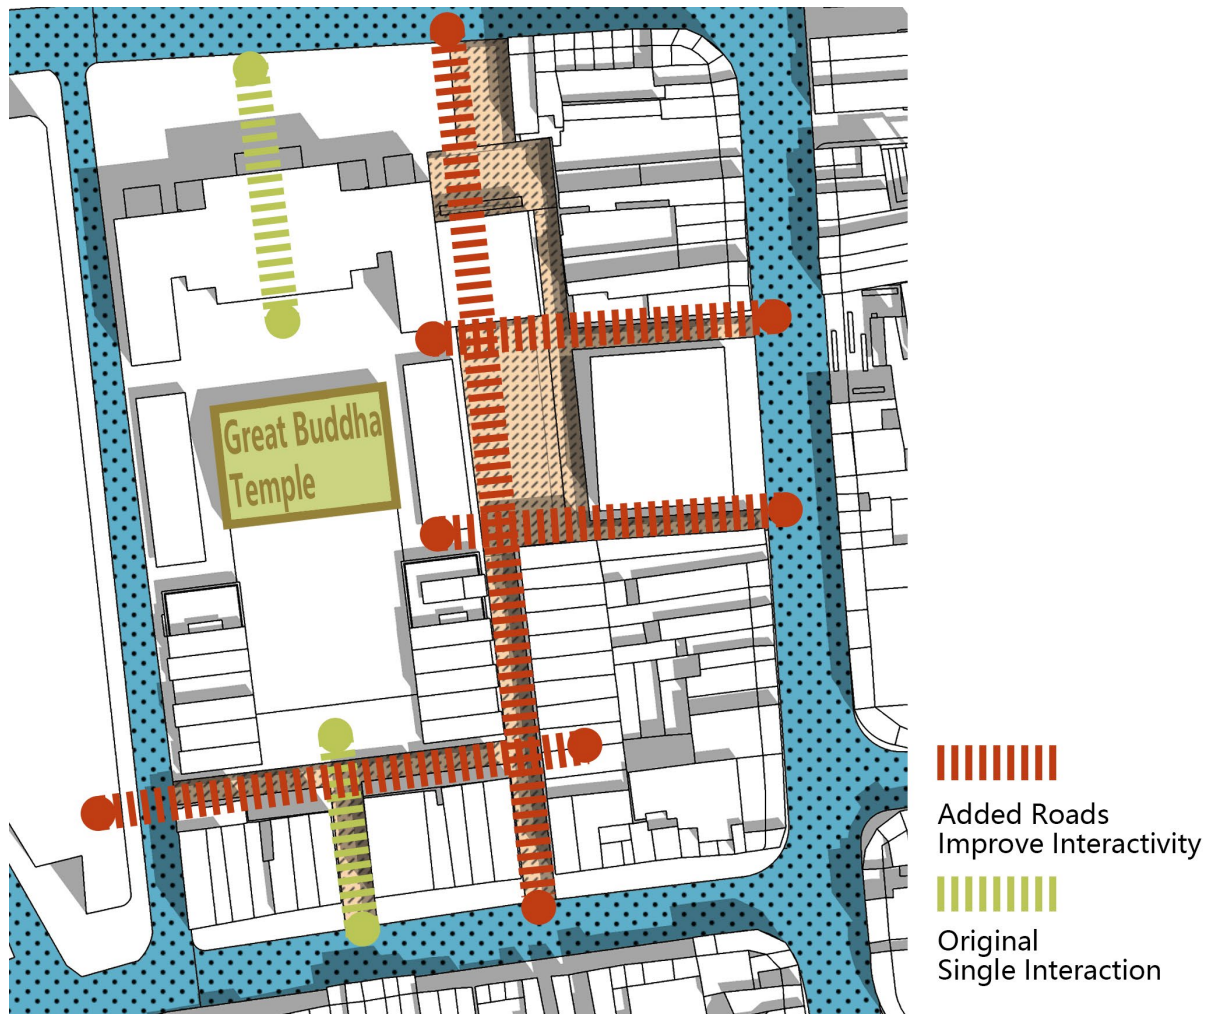 Great Buddha
Temple
Added Roads
Improve Interactivity
Original
Single Interaction